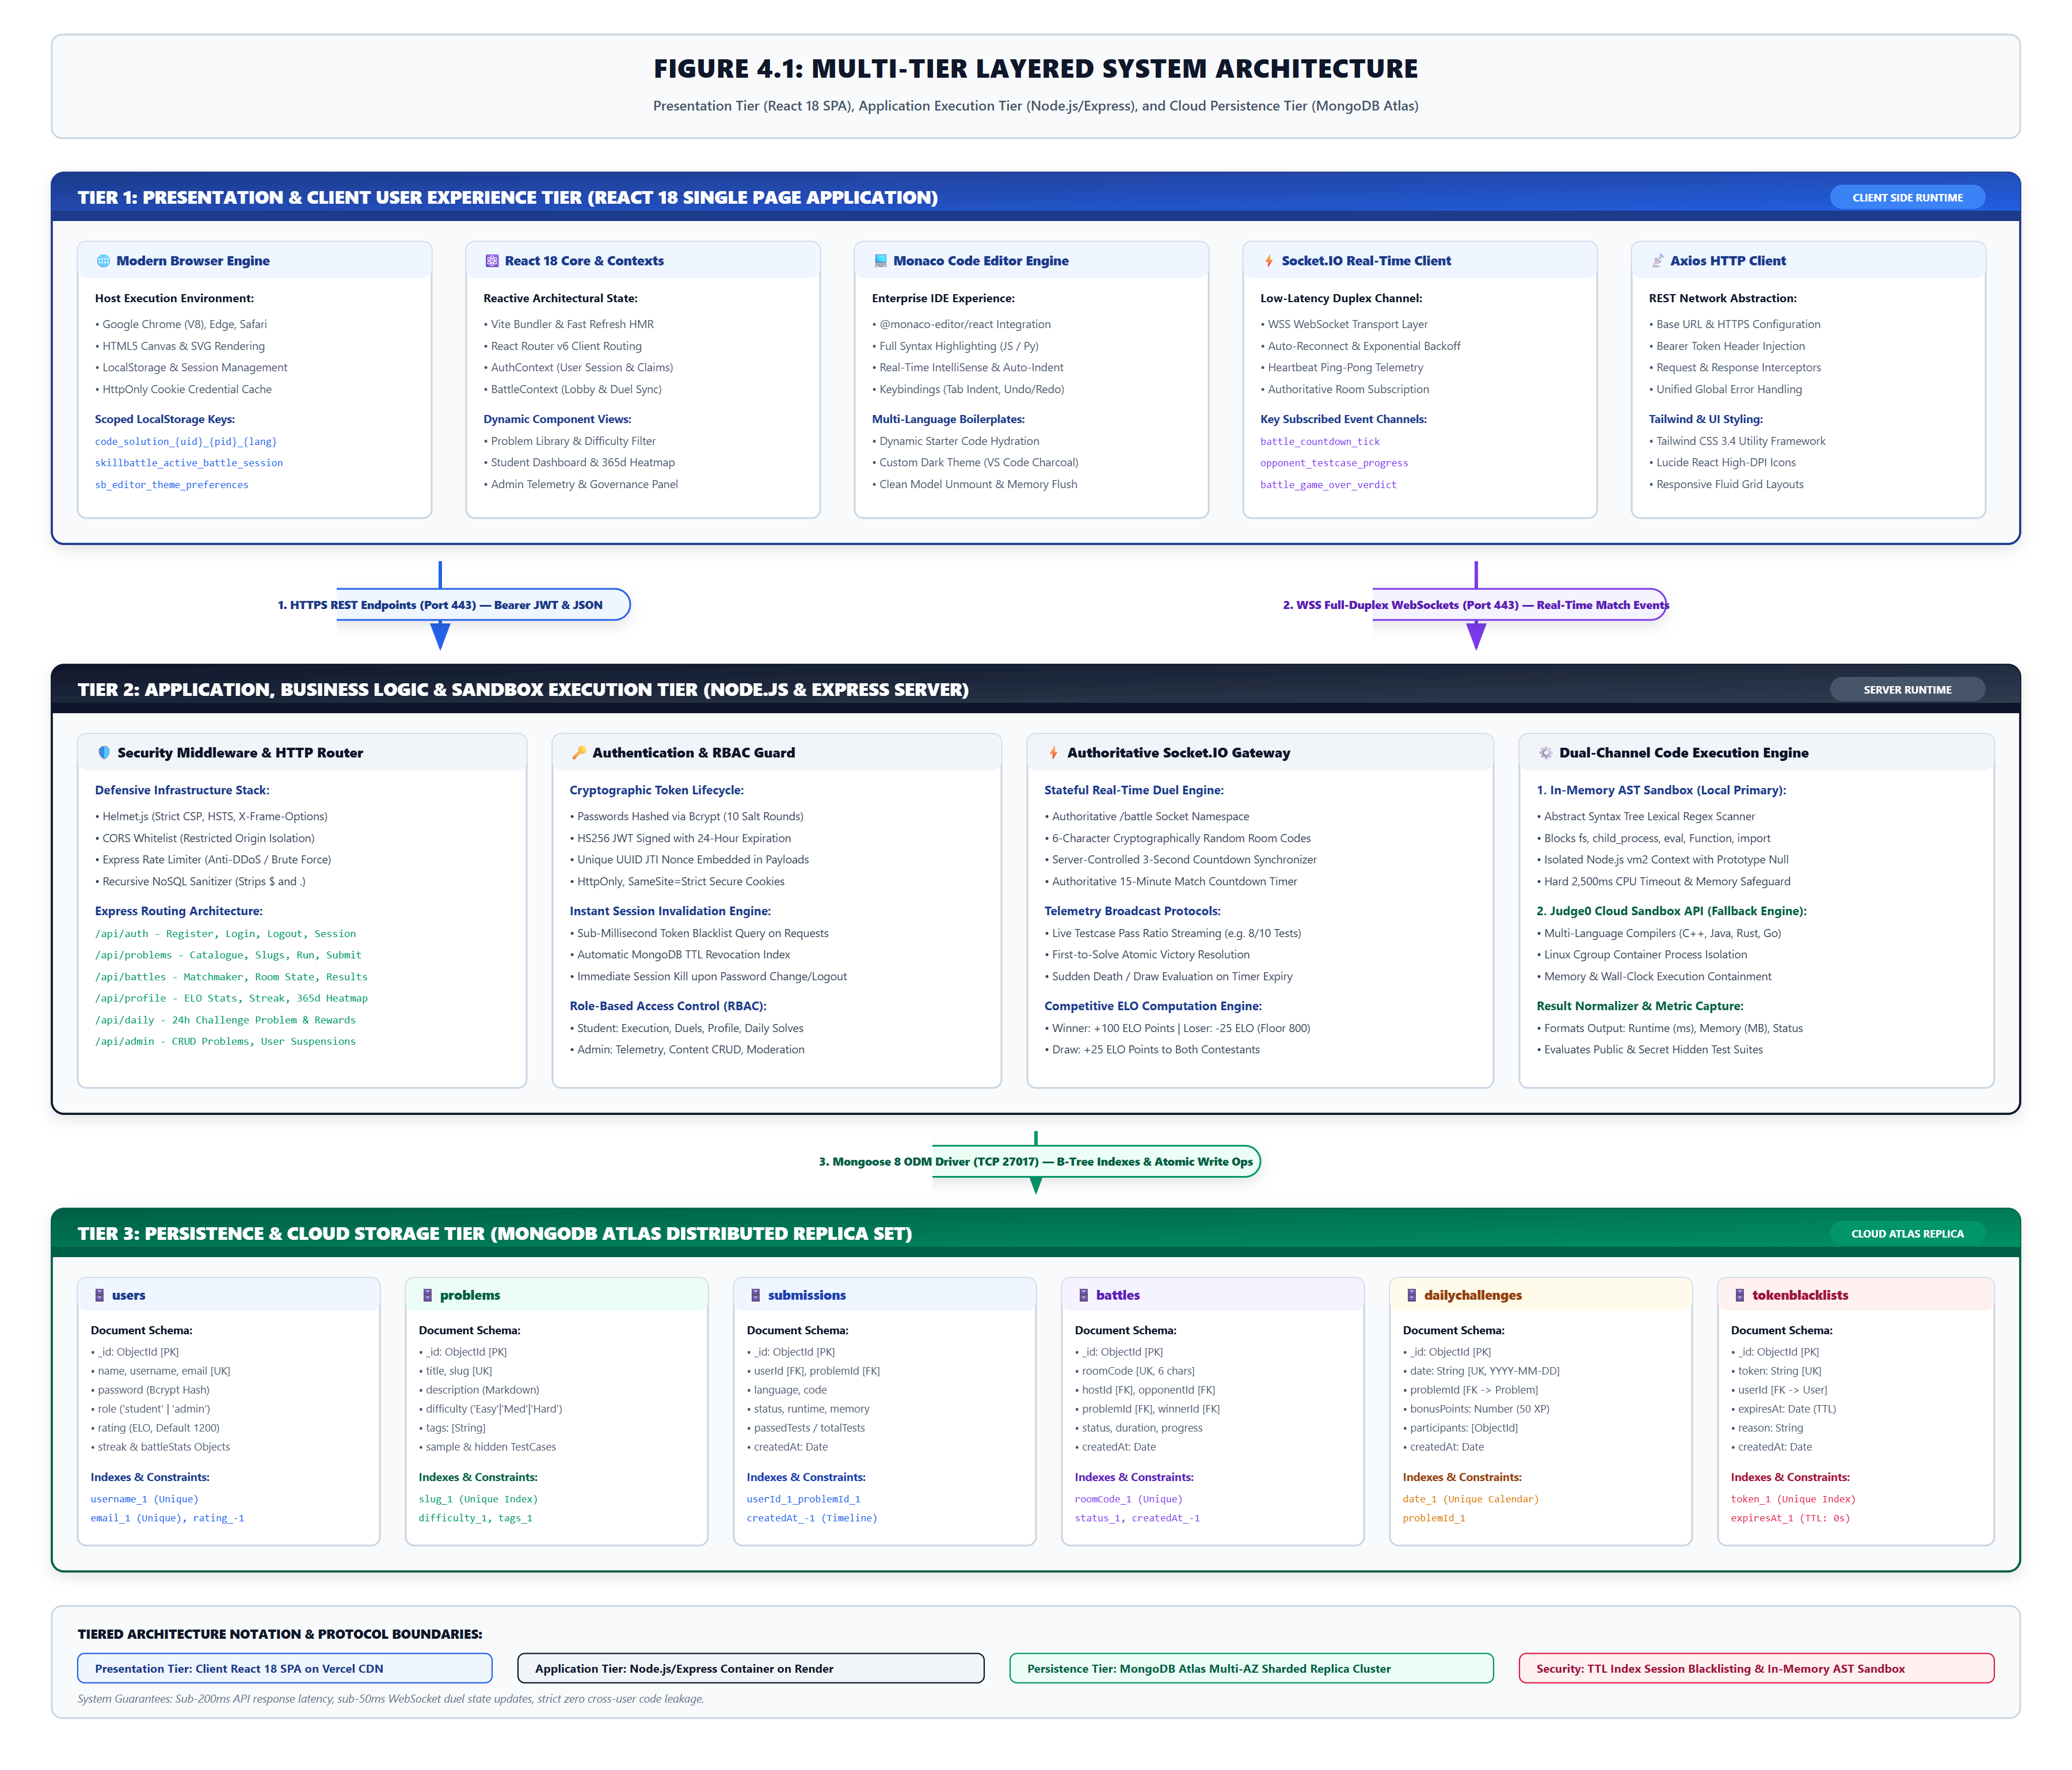 FIGURE 4.1: MULTI-TIER LAYERED SYSTEM ARCHITECTURE
Presentation Tier (React 18 SPA), Application Execution Tier (Node.js/Express), and Cloud Persistence Tier (MongoDB Atlas)
TIER 1: PRESENTATION & CLIENT USER EXPERIENCE TIER (REACT 18 SINGLE PAGE APPLICATION)
CLIENT SIDE RUNTIME
Modern Browser Engine
Host Execution Environment:
• Google Chrome (V8), Edge, Safari
• HTML5 Canvas & SVG Rendering
• LocalStorage & Session Management
• HttpOnly Cookie Credential Cache
Scoped LocalStorage Keys:
code_solution_{uid}_{pid}_{lang}
skillbattle_active_battle_session
sb_editor_theme_preferences
React 18 Core & Contexts
Reactive Architectural State:
• Vite Bundler & Fast Refresh HMR
• React Router v6 Client Routing
• AuthContext (User Session & Claims)
• BattleContext (Lobby & Duel Sync)
Dynamic Component Views:
• Problem Library & Difficulty Filter
• Student Dashboard & 365d Heatmap
• Admin Telemetry & Governance Panel
Monaco Code Editor Engine
Enterprise IDE Experience:
• @monaco-editor/react Integration
• Full Syntax Highlighting (JS / Py)
• Real-Time IntelliSense & Auto-Indent
• Keybindings (Tab Indent, Undo/Redo)
Multi-Language Boilerplates:
• Dynamic Starter Code Hydration
• Custom Dark Theme (VS Code Charcoal)
• Clean Model Unmount & Memory Flush
Socket.IO Real-Time Client
Low-Latency Duplex Channel:
• WSS WebSocket Transport Layer
• Auto-Reconnect & Exponential Backoff
• Heartbeat Ping-Pong Telemetry
• Authoritative Room Subscription
Key Subscribed Event Channels:
battle_countdown_tick
opponent_testcase_progress
battle_game_over_verdict
Axios HTTP Client
REST Network Abstraction:
• Base URL & HTTPS Configuration
• Bearer Token Header Injection
• Request & Response Interceptors
• Unified Global Error Handling
Tailwind & UI Styling:
• Tailwind CSS 3.4 Utility Framework
• Lucide React High-DPI Icons
• Responsive Fluid Grid Layouts
1. HTTPS REST Endpoints (Port 443) — Bearer JWT & JSON
2. WSS Full-Duplex WebSockets (Port 443) — Real-Time Match Events
TIER 2: APPLICATION, BUSINESS LOGIC & SANDBOX EXECUTION TIER (NODE.JS & EXPRESS SERVER)
SERVER RUNTIME
Security Middleware & HTTP Router
Defensive Infrastructure Stack:
• Helmet.js (Strict CSP, HSTS, X-Frame-Options)
• CORS Whitelist (Restricted Origin Isolation)
• Express Rate Limiter (Anti-DDoS / Brute Force)
• Recursive NoSQL Sanitizer (Strips $ and .)
Express Routing Architecture:
/api/auth - Register, Login, Logout, Session
/api/problems - Catalogue, Slugs, Run, Submit
/api/battles - Matchmaker, Room State, Results
/api/profile - ELO Stats, Streak, 365d Heatmap
/api/daily - 24h Challenge Problem & Rewards
/api/admin - CRUD Problems, User Suspensions
Authentication & RBAC Guard
Cryptographic Token Lifecycle:
• Passwords Hashed via Bcrypt (10 Salt Rounds)
• HS256 JWT Signed with 24-Hour Expiration
• Unique UUID JTI Nonce Embedded in Payloads
• HttpOnly, SameSite=Strict Secure Cookies
Instant Session Invalidation Engine:
• Sub-Millisecond Token Blacklist Query on Requests
• Automatic MongoDB TTL Revocation Index
• Immediate Session Kill upon Password Change/Logout
Role-Based Access Control (RBAC):
• Student: Execution, Duels, Profile, Daily Solves
• Admin: Telemetry, Content CRUD, Moderation
Authoritative Socket.IO Gateway
Stateful Real-Time Duel Engine:
• Authoritative /battle Socket Namespace
• 6-Character Cryptographically Random Room Codes
• Server-Controlled 3-Second Countdown Synchronizer
• Authoritative 15-Minute Match Countdown Timer
Telemetry Broadcast Protocols:
• Live Testcase Pass Ratio Streaming (e.g. 8/10 Tests)
• First-to-Solve Atomic Victory Resolution
• Sudden Death / Draw Evaluation on Timer Expiry
Competitive ELO Computation Engine:
• Winner: +100 ELO Points | Loser: -25 ELO (Floor 800)
• Draw: +25 ELO Points to Both Contestants
Dual-Channel Code Execution Engine
1. In-Memory AST Sandbox (Local Primary):
• Abstract Syntax Tree Lexical Regex Scanner
• Blocks fs, child_process, eval, Function, import
• Isolated Node.js vm2 Context with Prototype Null
• Hard 2,500ms CPU Timeout & Memory Safeguard
2. Judge0 Cloud Sandbox API (Fallback Engine):
• Multi-Language Compilers (C++, Java, Rust, Go)
• Linux Cgroup Container Process Isolation
• Memory & Wall-Clock Execution Containment
Result Normalizer & Metric Capture:
• Formats Output: Runtime (ms), Memory (MB), Status
• Evaluates Public & Secret Hidden Test Suites
3. Mongoose 8 ODM Driver (TCP 27017) — B-Tree Indexes & Atomic Write Ops
TIER 3: PERSISTENCE & CLOUD STORAGE TIER (MONGODB ATLAS DISTRIBUTED REPLICA SET)
CLOUD ATLAS REPLICA
users
Document Schema:
• _id: ObjectId [PK]
• name, username, email [UK]
• password (Bcrypt Hash)
• role ('student' | 'admin')
• rating (ELO, Default 1200)
• streak & battleStats Objects
Indexes & Constraints:
username_1 (Unique)
email_1 (Unique), rating_-1
problems
Document Schema:
• _id: ObjectId [PK]
• title, slug [UK]
• description (Markdown)
• difficulty ('Easy'|'Med'|'Hard')
• tags: [String]
• sample & hidden TestCases
Indexes & Constraints:
slug_1 (Unique Index)
difficulty_1, tags_1
submissions
Document Schema:
• _id: ObjectId [PK]
• userId [FK], problemId [FK]
• language, code
• status, runtime, memory
• passedTests / totalTests
• createdAt: Date
Indexes & Constraints:
userId_1_problemId_1
createdAt_-1 (Timeline)
battles
Document Schema:
• _id: ObjectId [PK]
• roomCode [UK, 6 chars]
• hostId [FK], opponentId [FK]
• problemId [FK], winnerId [FK]
• status, duration, progress
• createdAt: Date
Indexes & Constraints:
roomCode_1 (Unique)
status_1, createdAt_-1
dailychallenges
Document Schema:
• _id: ObjectId [PK]
• date: String [UK, YYYY-MM-DD]
• problemId [FK -> Problem]
• bonusPoints: Number (50 XP)
• participants: [ObjectId]
• createdAt: Date
Indexes & Constraints:
date_1 (Unique Calendar)
problemId_1
tokenblacklists
Document Schema:
• _id: ObjectId [PK]
• token: String [UK]
• userId [FK -> User]
• expiresAt: Date (TTL)
• reason: String
• createdAt: Date
Indexes & Constraints:
token_1 (Unique Index)
expiresAt_1 (TTL: 0s)
TIERED ARCHITECTURE NOTATION & PROTOCOL BOUNDARIES:
Presentation Tier: Client React 18 SPA on Vercel CDN
Application Tier: Node.js/Express Container on Render
Persistence Tier: MongoDB Atlas Multi-AZ Sharded Replica Cluster
Security: TTL Index Session Blacklisting & In-Memory AST Sandbox
System Guarantees: Sub-200ms API response latency, sub-50ms WebSocket duel state updates, strict zero cross-user code leakage.